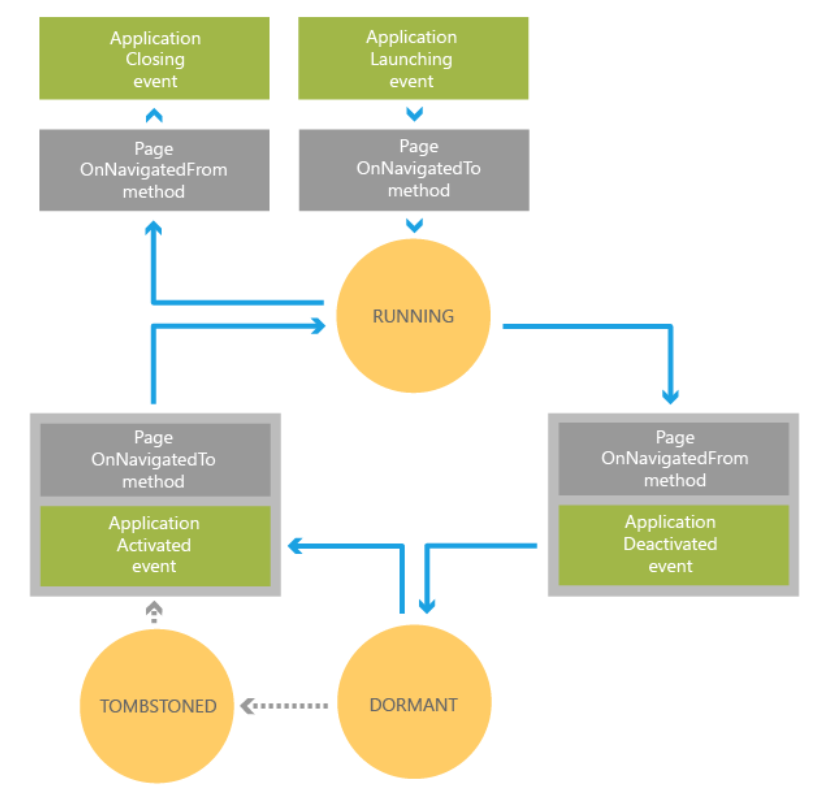 Application
Closing
event
Application
Launching
event
Page
OnNavigatedFrom
method
Page
OnNavigatedTo
method
RUNNING
Page
OnNavigatedTo
method
Application
Activated
event
Page
OnNavigatedFrom
method
Application
Deactivated
event
TOMBSTONED
DORMANT